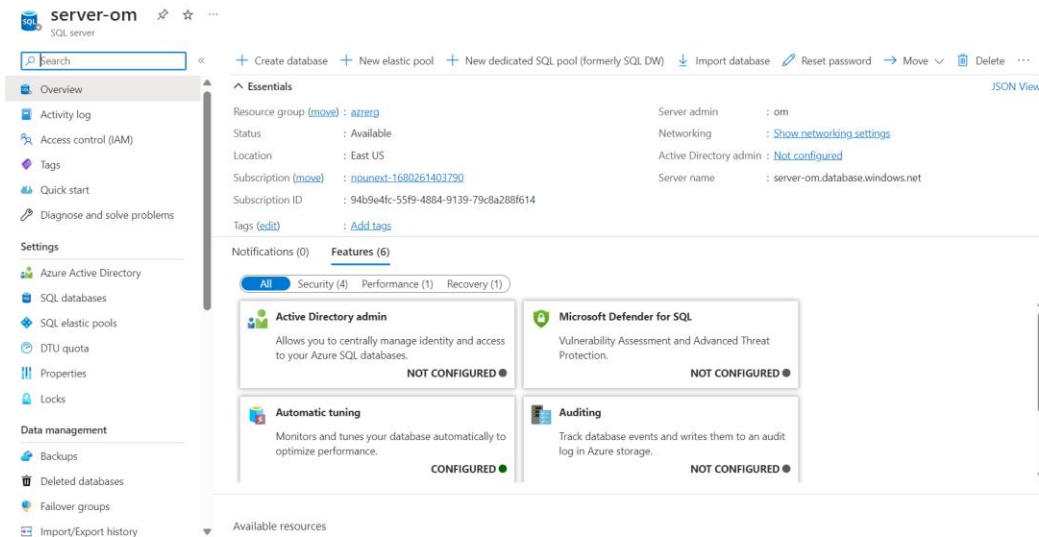 server-om
SQL server
Search
+ Create database + New elastic pool + New dedicated SQL pool (formerly SQL DW) Import database Reset password Move Delete ...
Overview
Activity log
Access control (IAM)
Tags
Quick start
Diagnose and solve problems
Settings
Azure Active Directory
SQL databases
SQL elastic pools
DTU quota
Properties
Locks
Data management
Backups
Deleted databases
Failover groups
Import/Export history
Essentials
JSON View
Resource group (move) : azrerg
Status : Available
Location : East US
Subscription (move) : npunext-1680261403790
Subscription ID : 94b9e4fc-55f9-4884-9139-79c8a288f614
Tags (edit) : Add tags
Server admin : om
Networking : Show networking settings
Active Directory admin : Not configured
Server name : server-om.database.windows.net
Notifications (0) Features (6)
All Security (4) Performance (1) Recovery (1)
Active Directory admin
Allows you to centrally manage identity and access
to your Azure SQL databases.
NOT CONFIGURED
Microsoft Defender for SQL
Vulnerability Assessment and Advanced Threat
Protection.
NOT CONFIGURED
Automatic tuning
Monitors and tunes your database automatically to
optimize performance.
CONFIGURED
Auditing
Track database events and writes them to an audit
log in Azure storage.
NOT CONFIGURED
Available resources